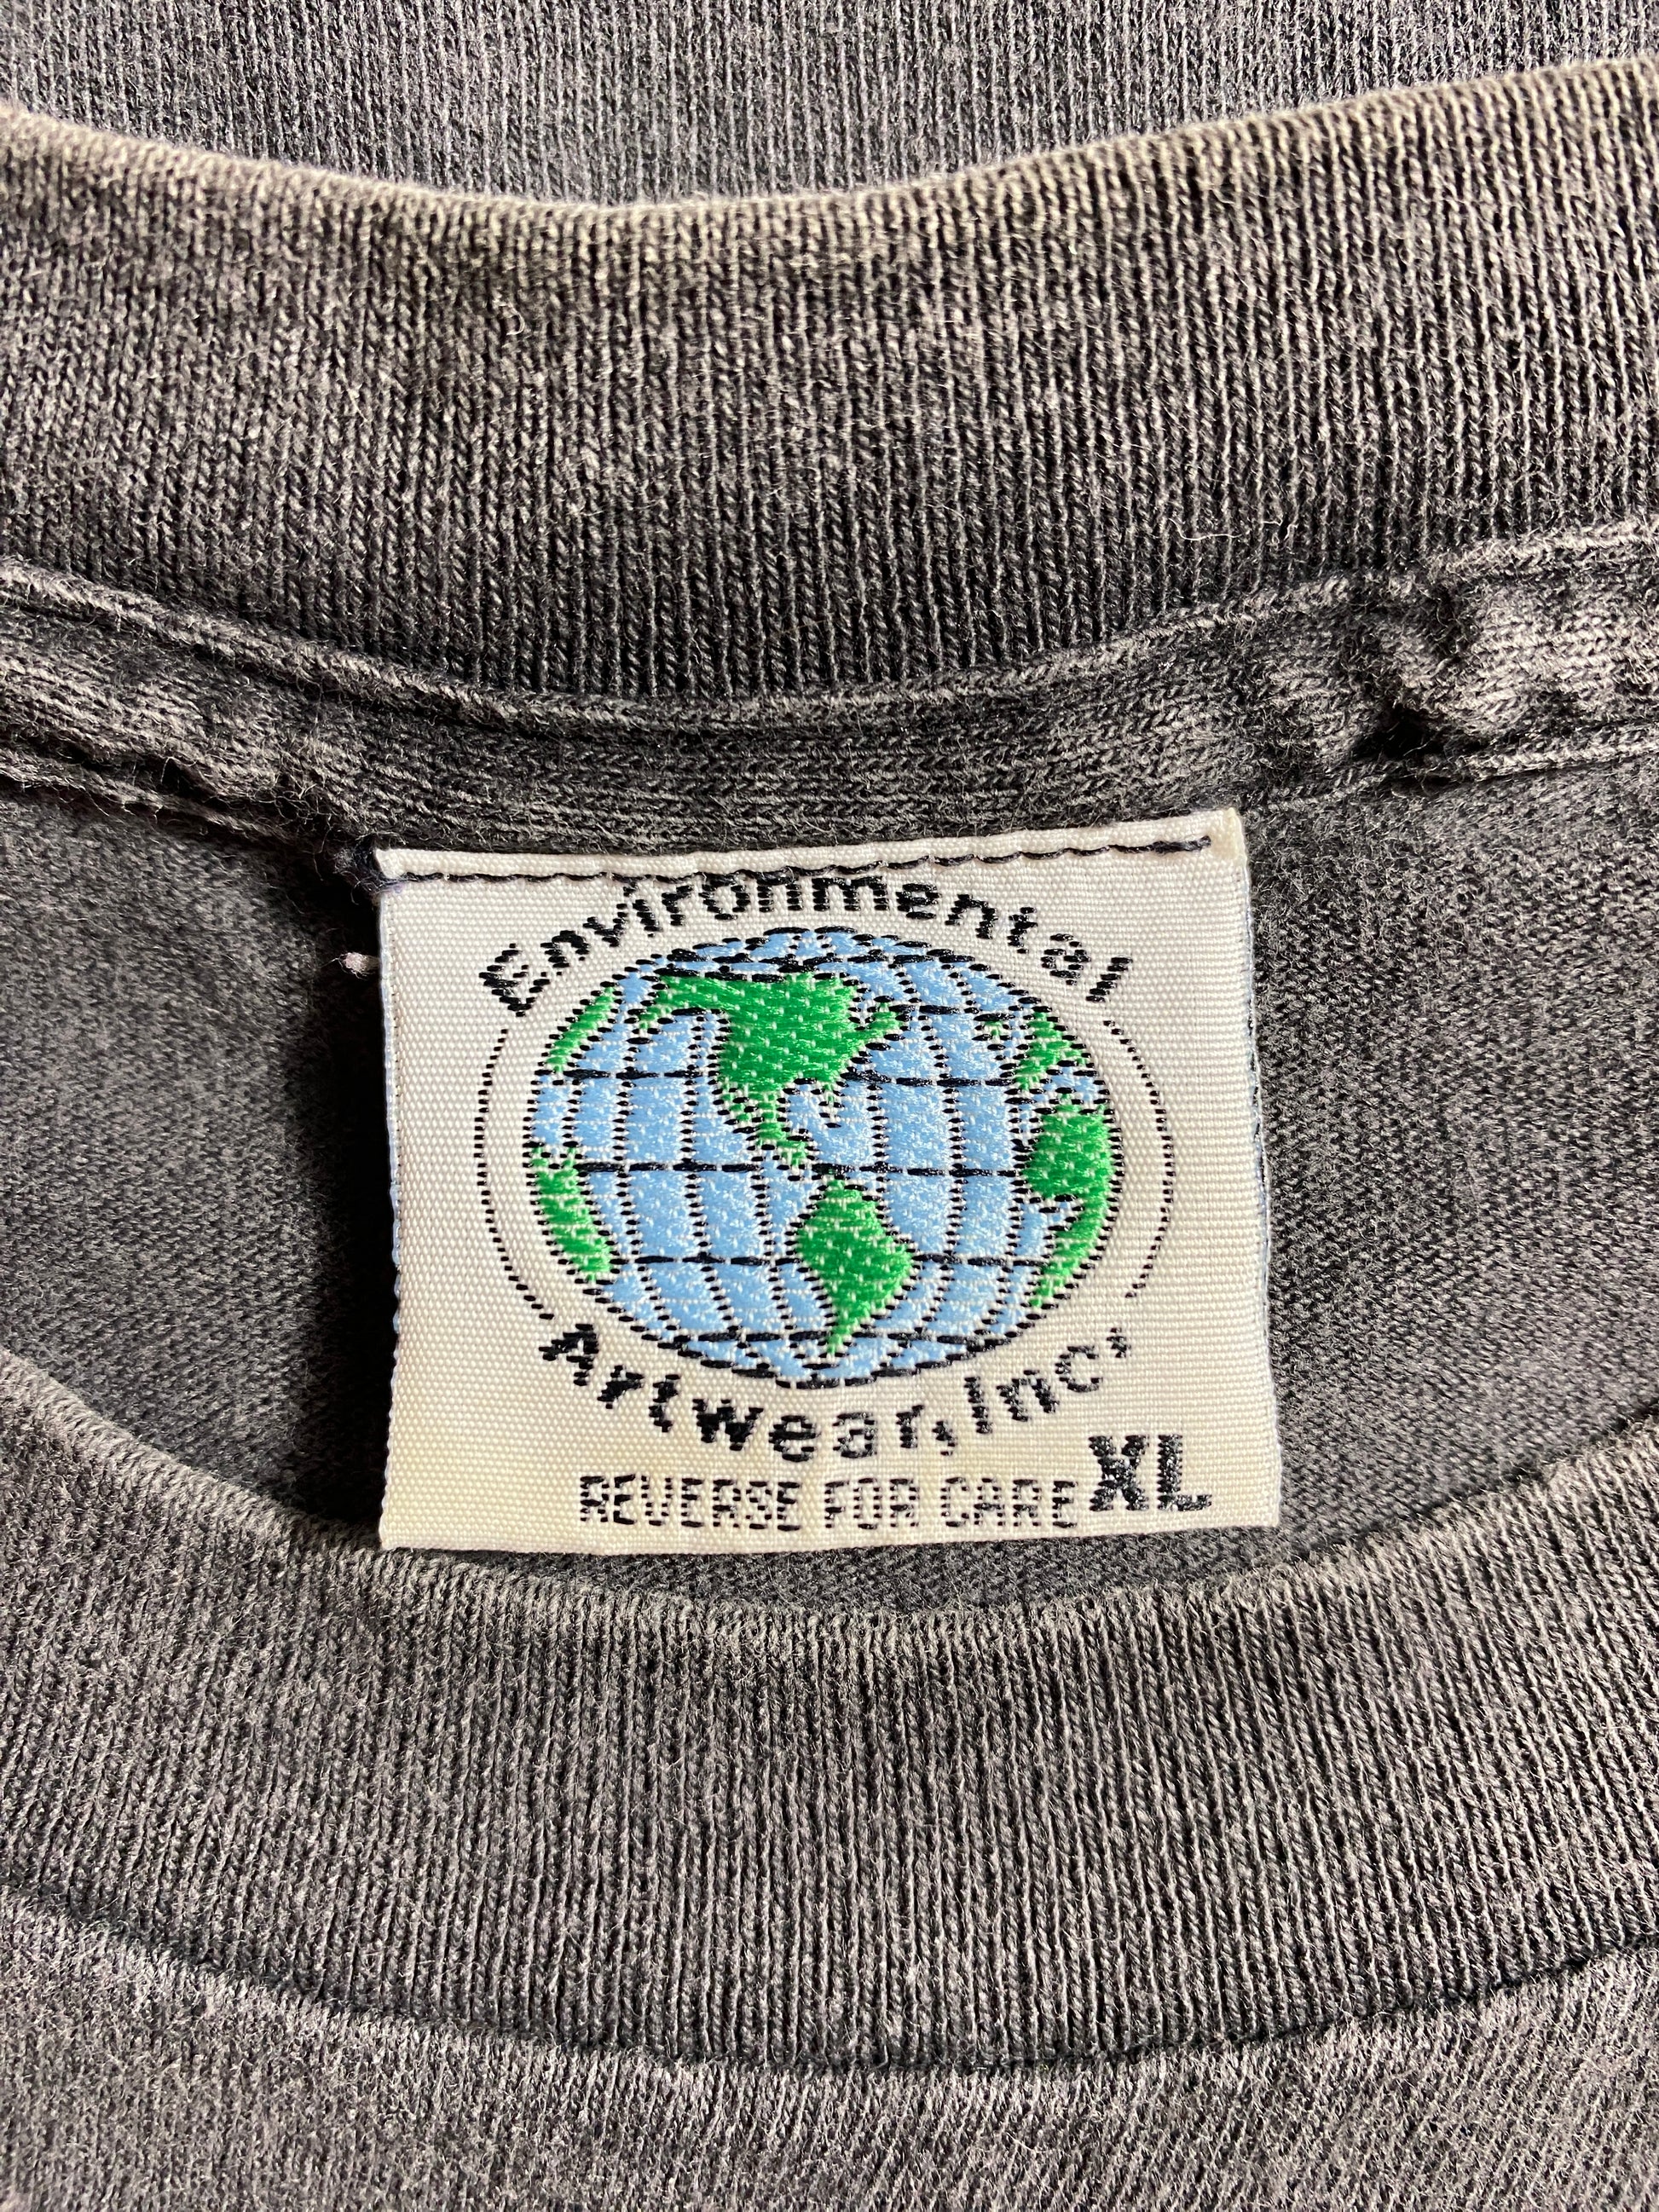 Environmental
Artwear, Inc.
REVERSE FOR CARE XL